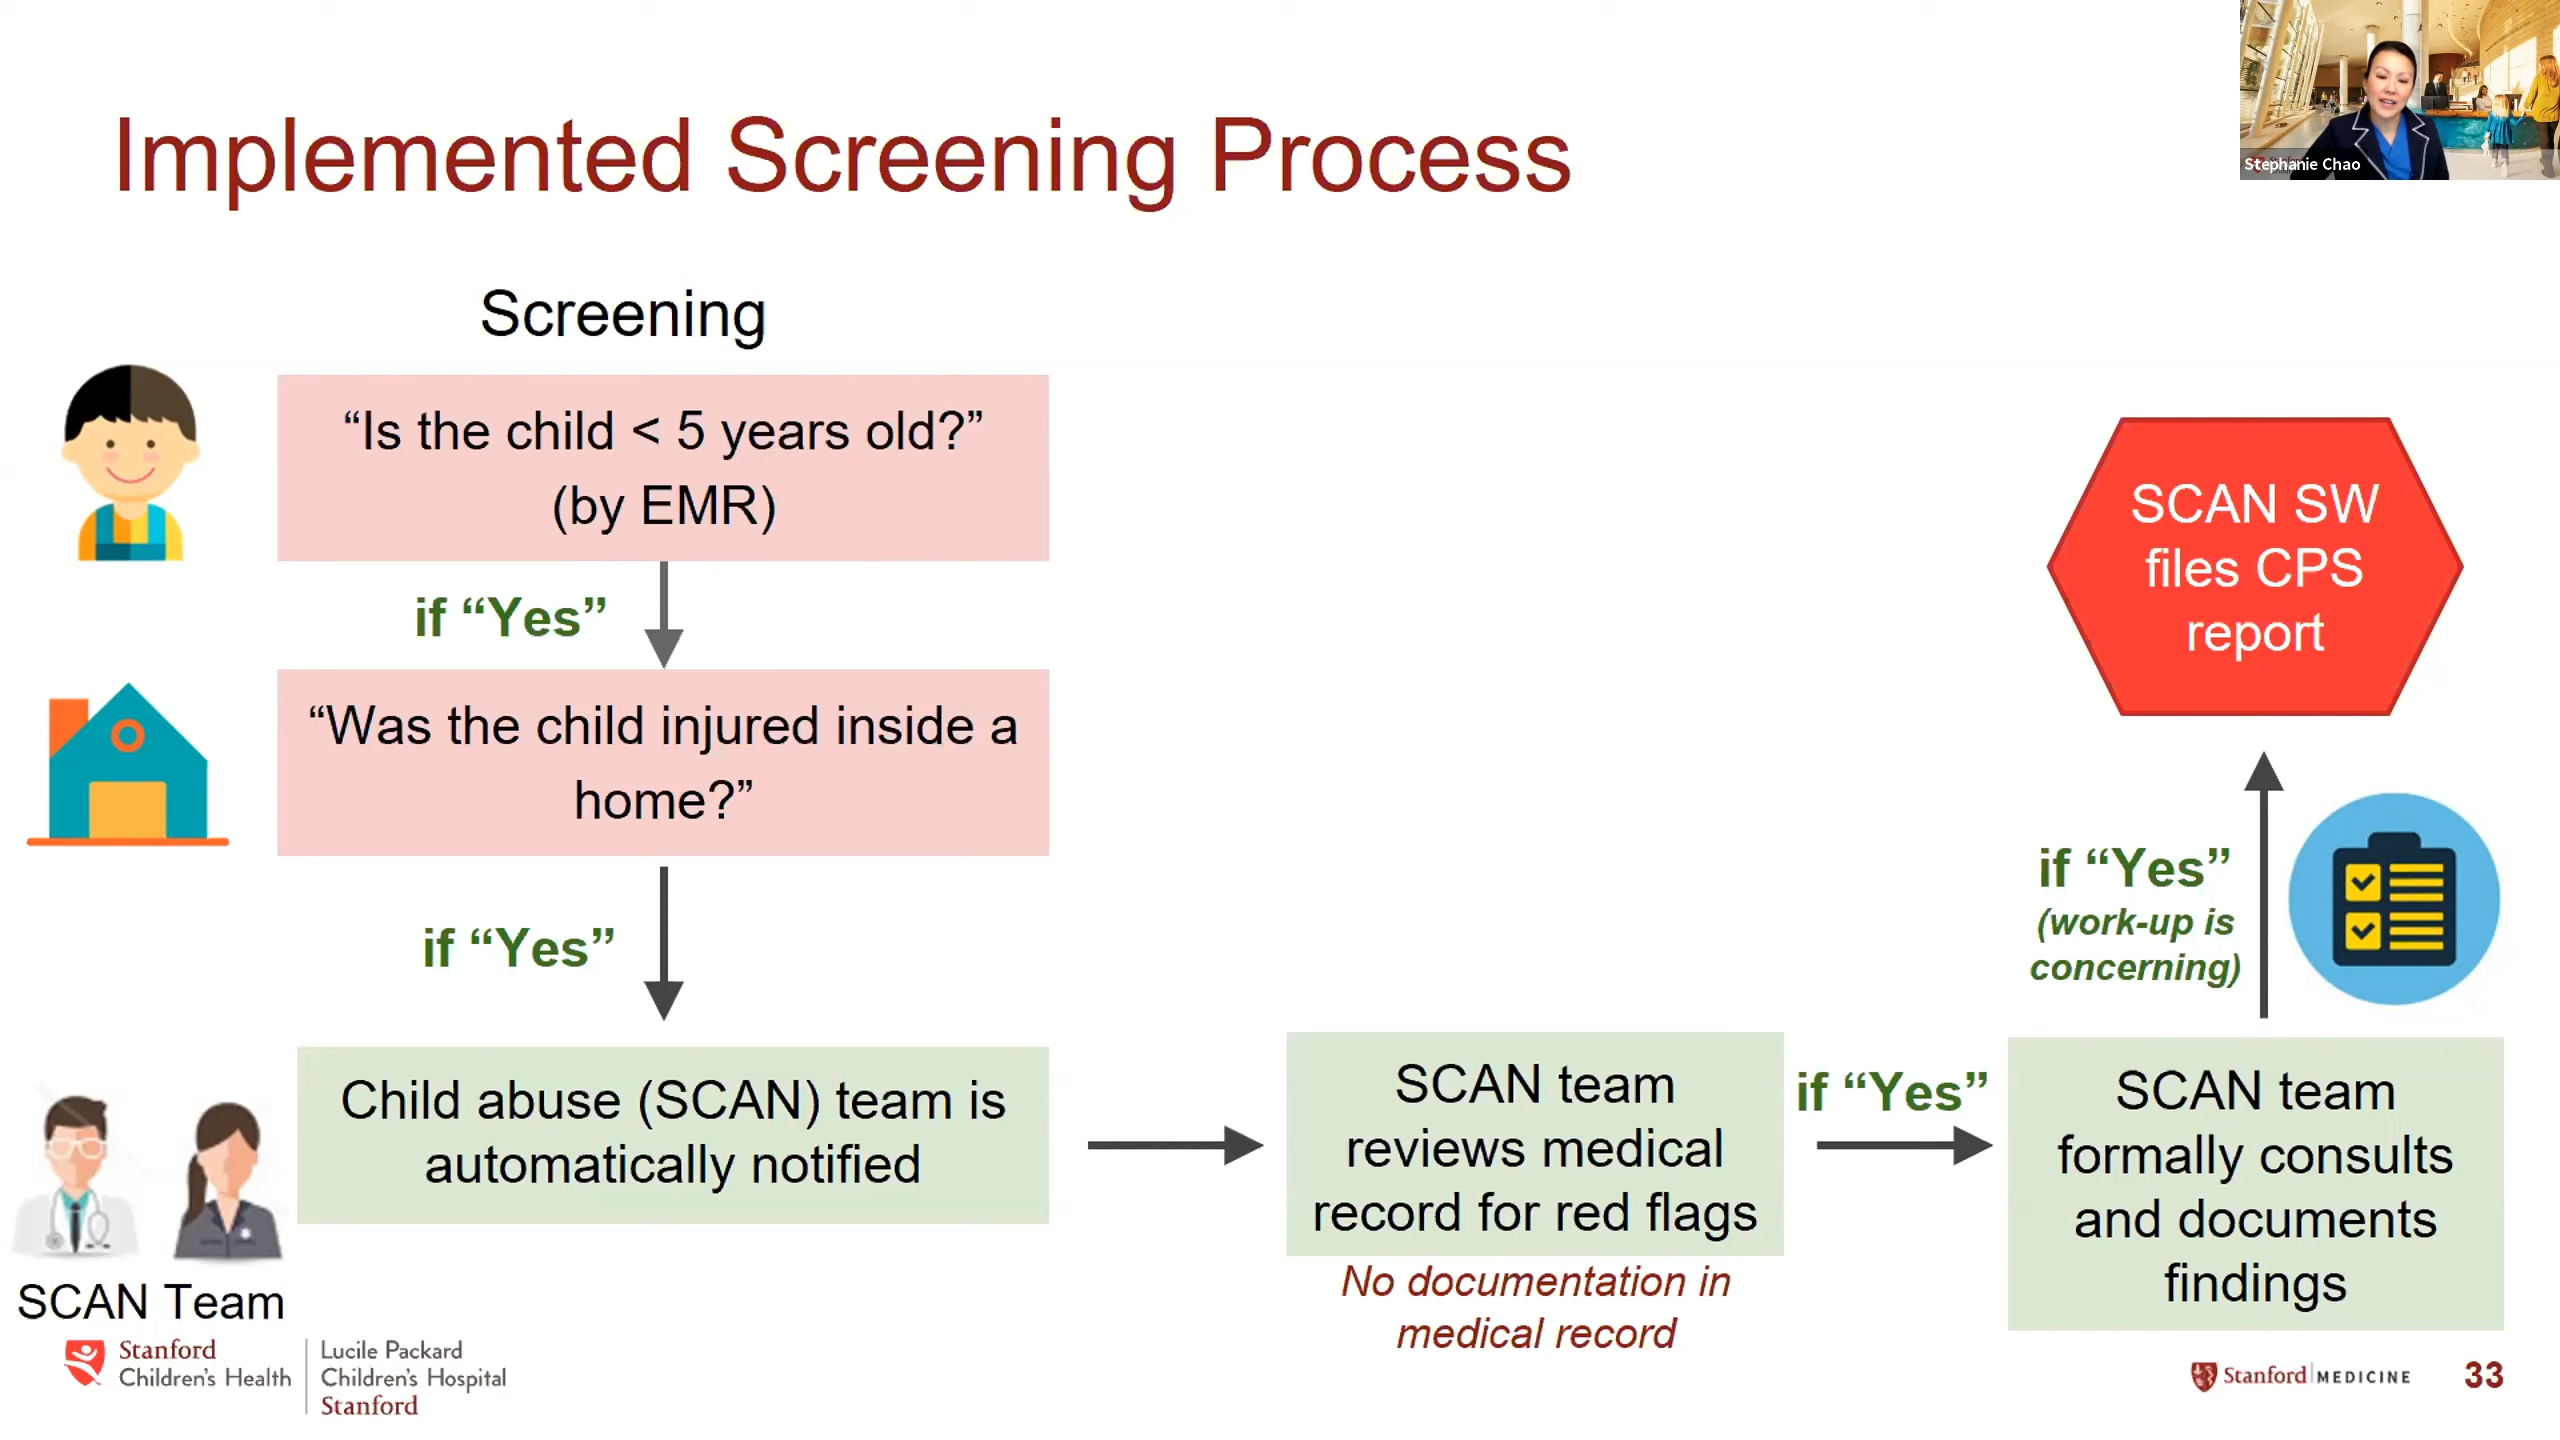 Stephanie Chao
Implemented Screening Process
Screening
“Is the child < 5 years old?”
(by EMR)
if “Yes”
“Was the child injured inside a
home?”
if “Yes”
Child abuse (SCAN) team is
automatically notified
SCAN Team
SCAN team
reviews medical
record for red flags
No documentation in
medical record
if “Yes”
SCAN team
formally consults
and documents
findings
if “Yes”
(work-up is
concerning)
SCAN SW
files CPS
report
Stanford
Children's Health
Lucile Packard
Children's Hospital
Stanford
Stanford MEDICINE
33